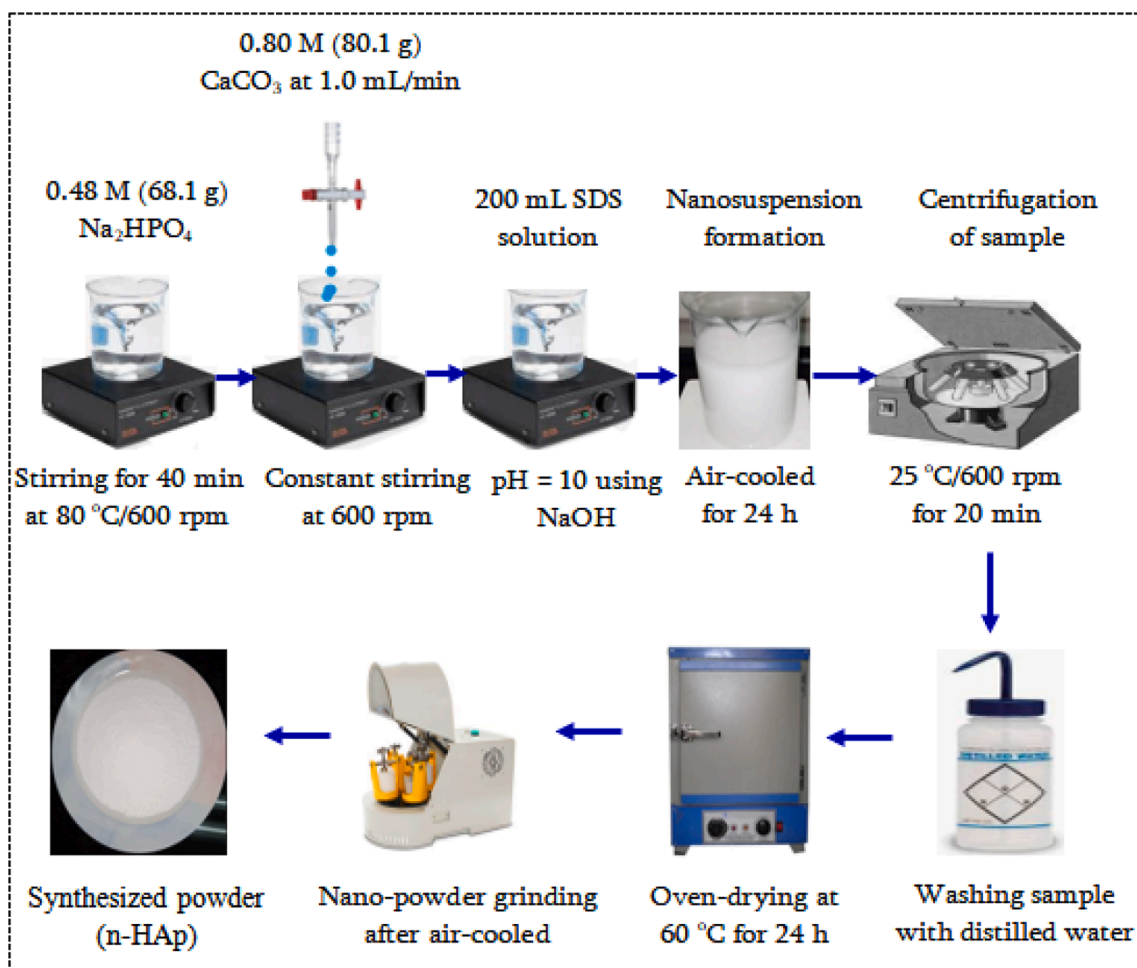 0.80 M (80.1 g)
CaCO₃ at 1.0 mL/min
0.48 M (68.1 g)
Na₂HPO₄
200 mL SDS
solution
Nanosuspension
formation
Centrifugation
of sample
Stirring for 40 min
at 80 °C/600 rpm
Constant stirring
at 600 rpm
pH = 10 using
NaOH
Air-cooled
for 24 h
25 °C/600 rpm
for 20 min
DISTILLED WATER
Synthesized powder
(n-HAp)
Nano-powder grinding
after air-cooled
Oven-drying at
60 °C for 24 h
Washing sample
with distilled water